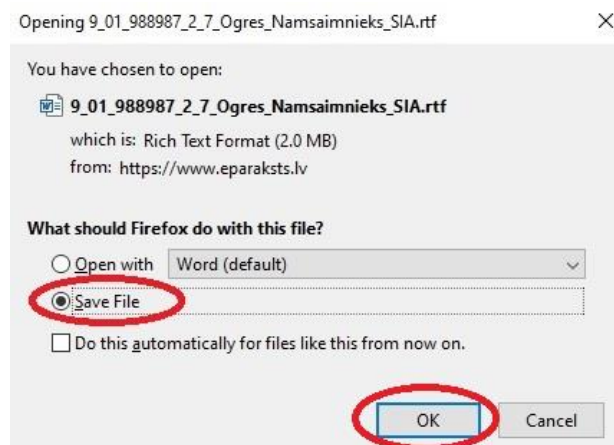 Opening 9_01_988987_2_7_Ogres_Namsaimnieks_SIA.rtf
You have chosen to open:
9_01_988987_2_7_Ogres_Namsaimnieks_SIA.rtf
which is: Rich Text Format (2.0 MB)
from: https://www.eparaksts.lv
What should Firefox do with this file?
Open with Word (default)
Save File
Do this automatically for files like this from now on.
OK Cancel